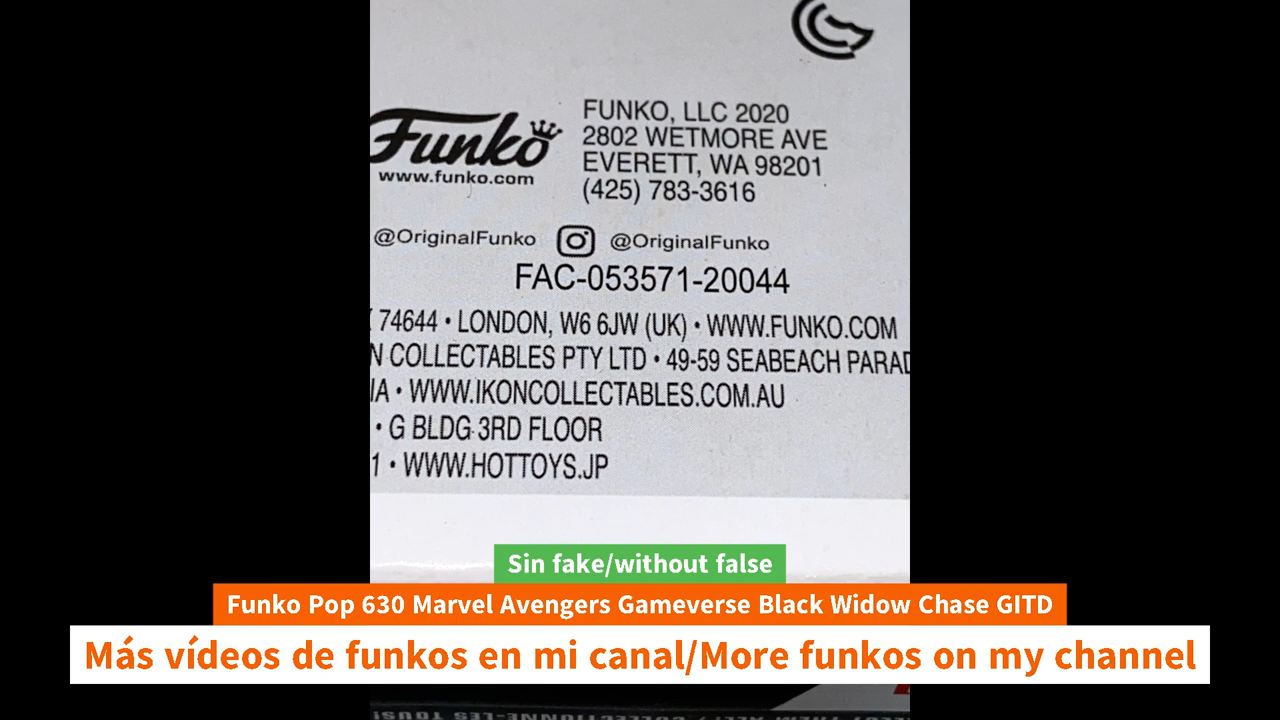 Funko
www.funko.com
FUNKO, LLC 2020
2802 WETMORE AVE
EVERETT, WA 98201
(425) 783-3616
@OriginalFunko @OriginalFunko
FAC-053571-20044
74644 • LONDON, W6 6JW (UK) • WWW.FUNKO.COM
N COLLECTABLES PTY LTD • 49-59 SEABEACH PARAD
IA • WWW.IKONCOLLECTABLES.COM.AU
• G BLDG 3RD FLOOR
1 • WWW.HOTTOYS.JP
Sin fake/without false
Funko Pop 630 Marvel Avengers Gameverse Black Widow Chase GITD
Más vídeos de funkos en mi canal/More funkos on my channel